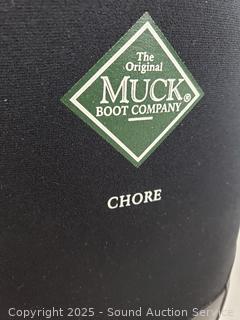 The
Original
MUCK®
BOOT COMPANY
CHORE
Copyright 2025 - Sound Auction Service